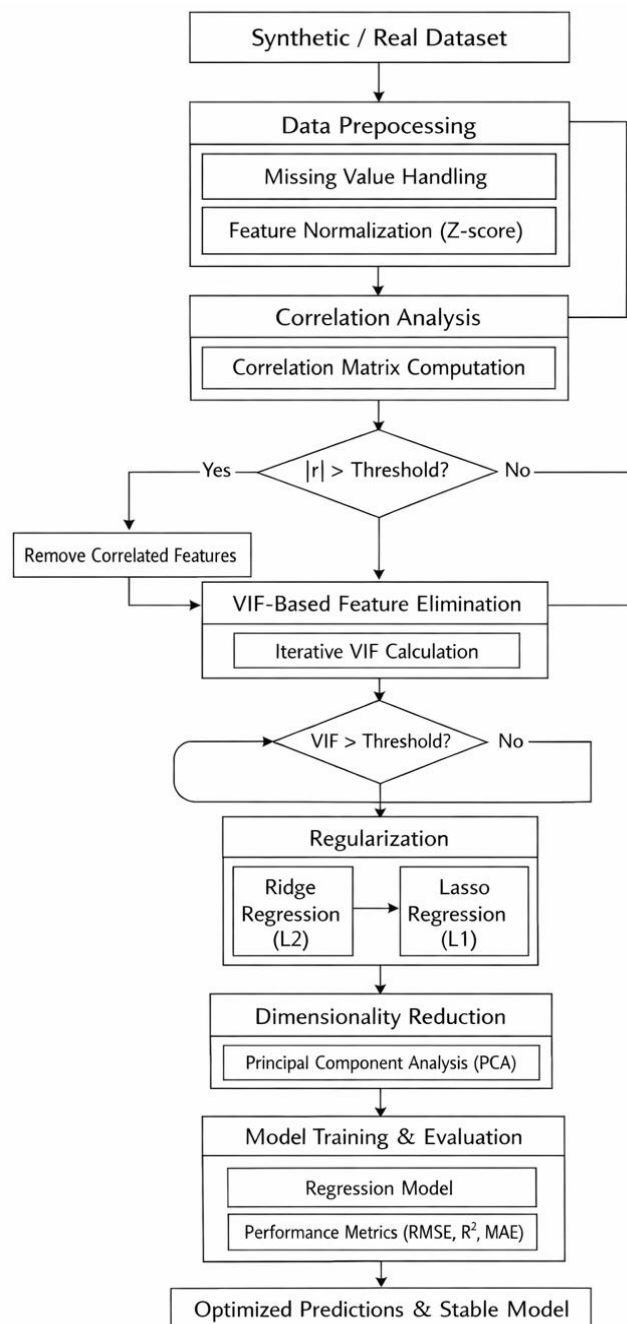 Synthetic / Real Dataset
Data Prepocessing
Missing Value Handling
Feature Normalization (Z-score)
Correlation Analysis
Correlation Matrix Computation
Yes
|r| > Threshold?
No
Remove Correlated Features
VIF-Based Feature Elimination
Iterative VIF Calculation
VIF > Threshold?
No
Regularization
Ridge
Regression
(L2)
Lasso
Regression
(L1)
Dimensionality Reduction
Principal Component Analysis (PCA)
Model Training & Evaluation
Regression Model
Performance Metrics (RMSE, R², MAE)
Optimized Predictions & Stable Model